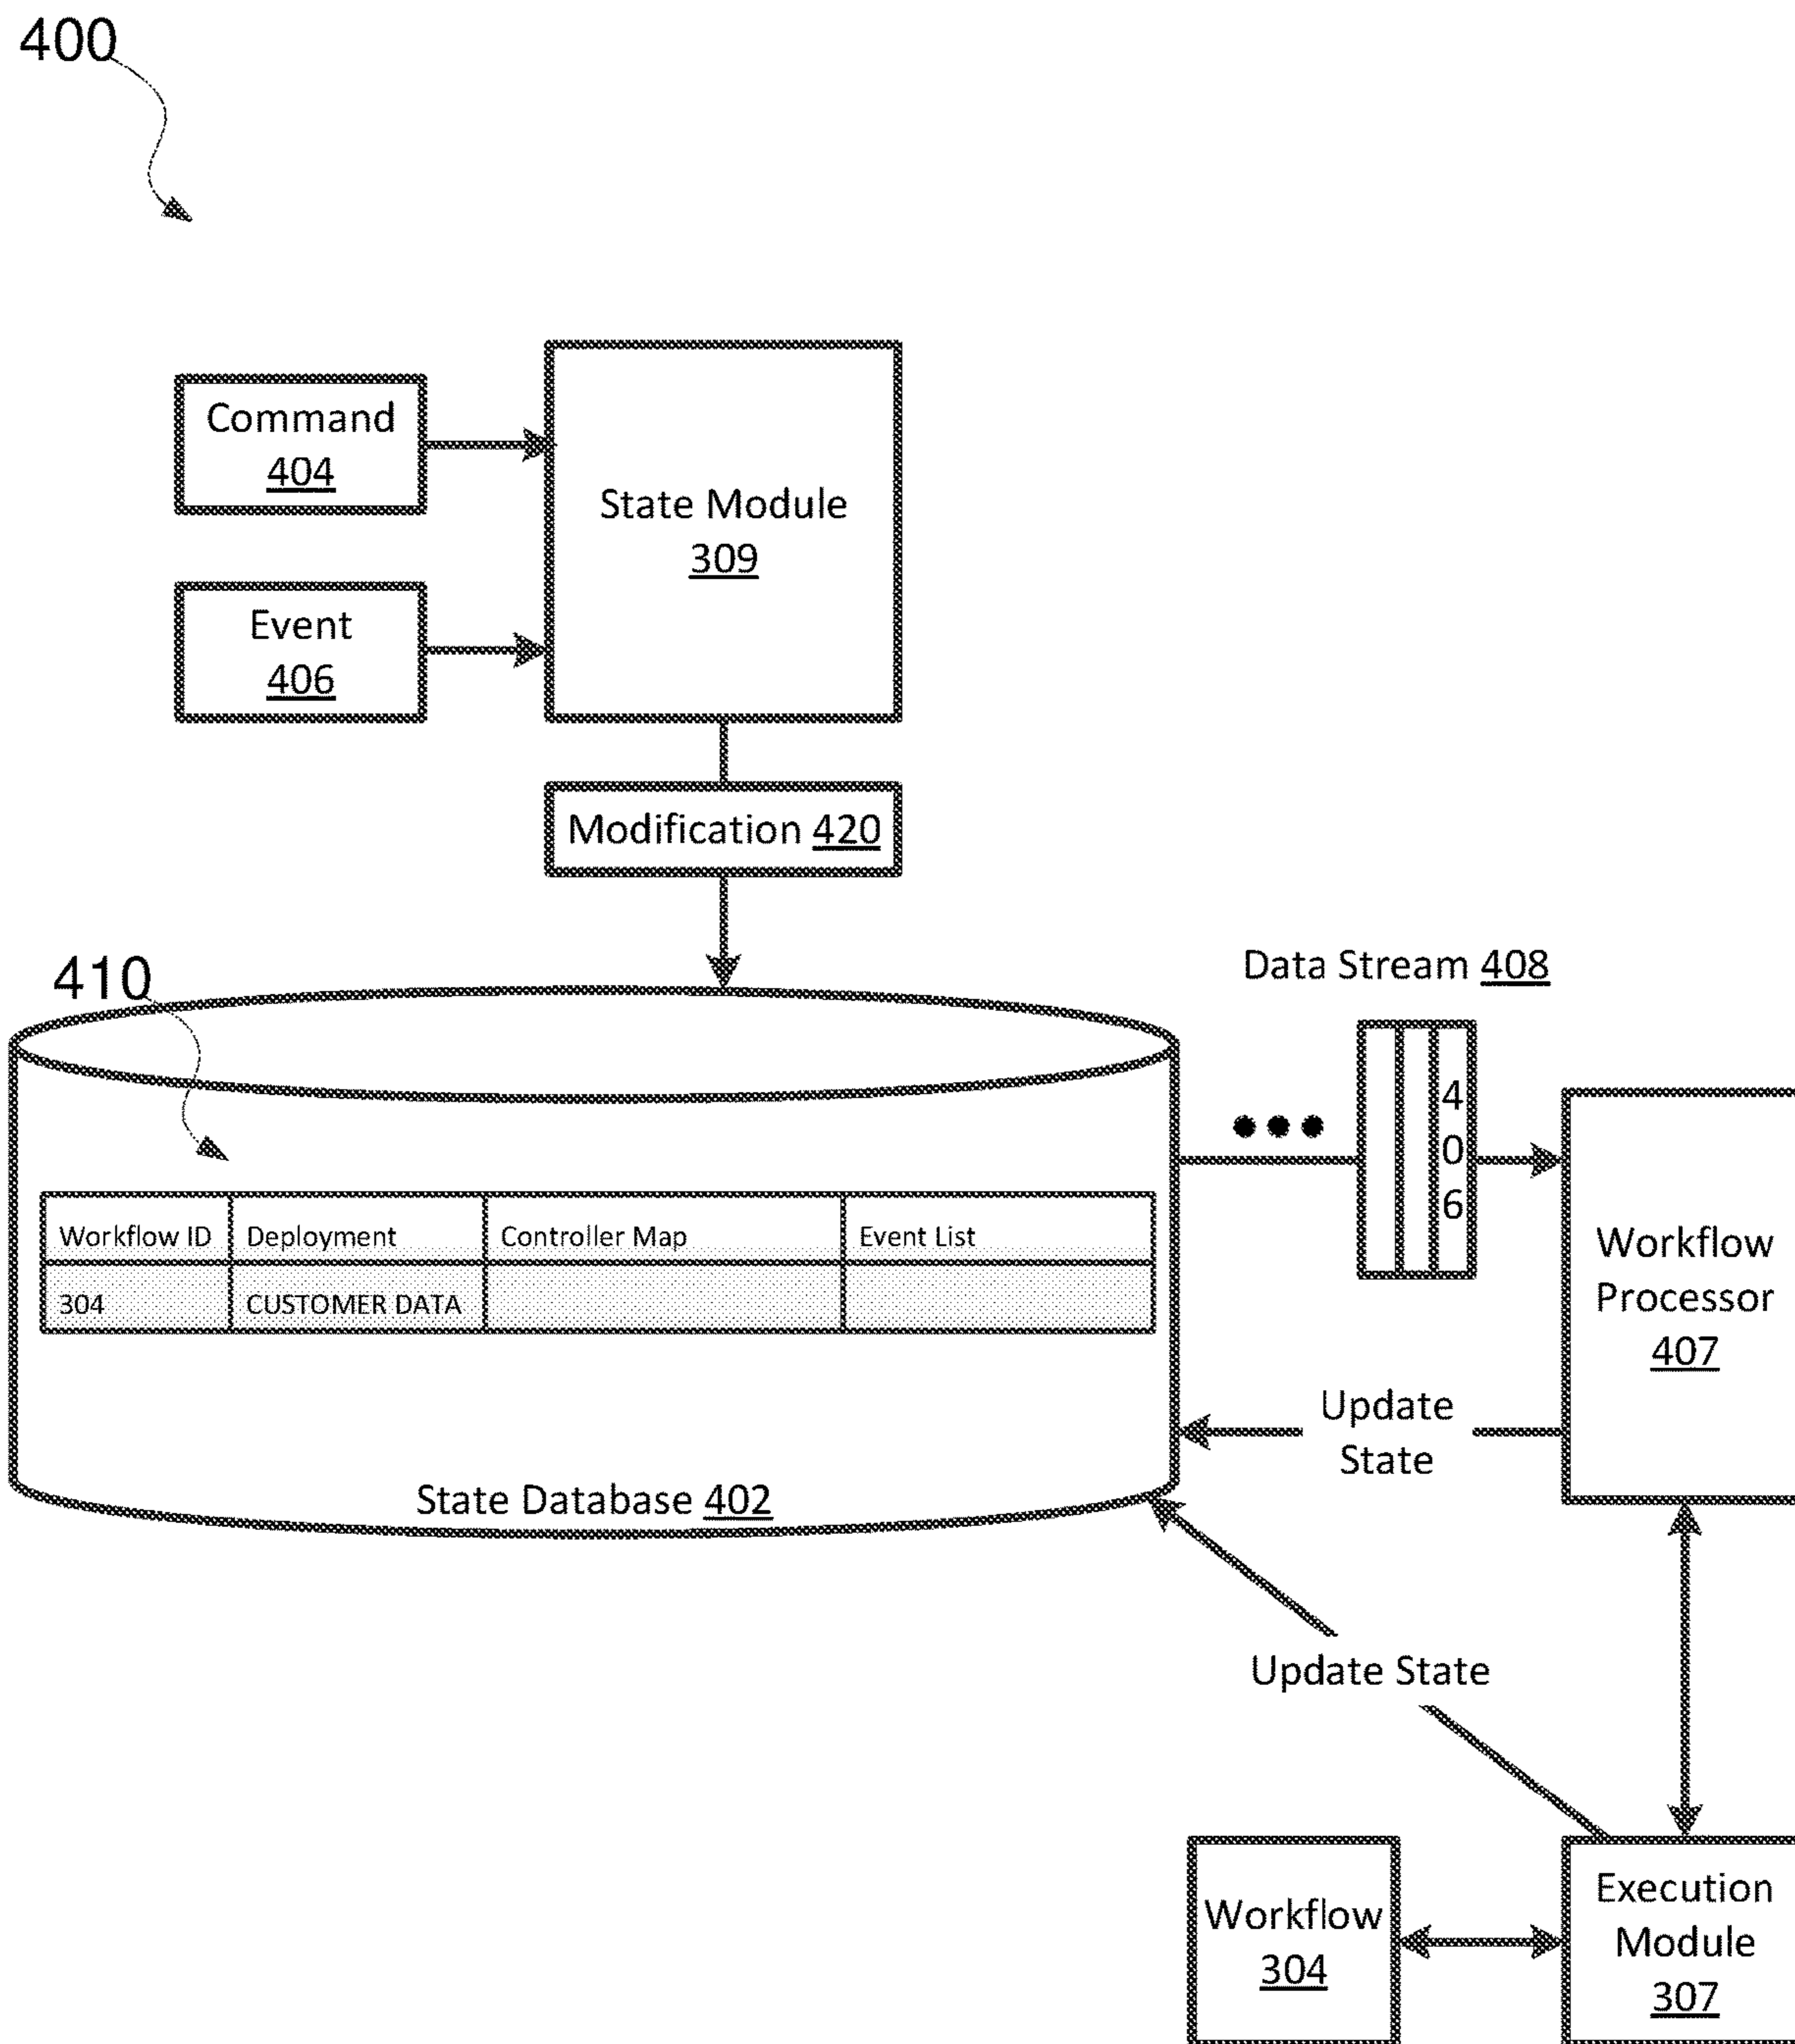 400
Command
404
State Module
309
Event
406
Modification 420
410
Data Stream 408
4
0
6
Workflow ID Deployment Controller Map Event List
304 CUSTOMER DATA
Workflow
Processor
407
Update
State
State Database 402
Update State
Workflow
304
Execution
Module
307